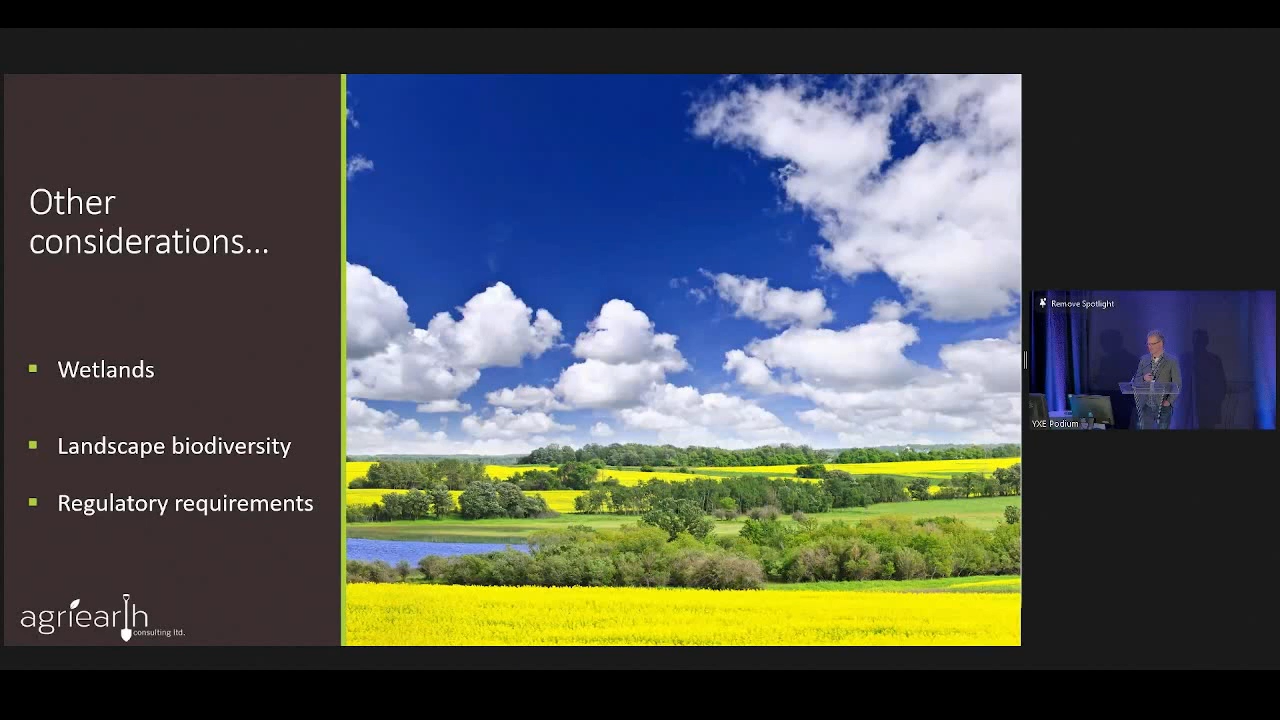 Other
considerations...
Wetlands
Landscape biodiversity
Regulatory requirements
agriearth
consulting ltd.
Remove Spotlight
YXE Podium